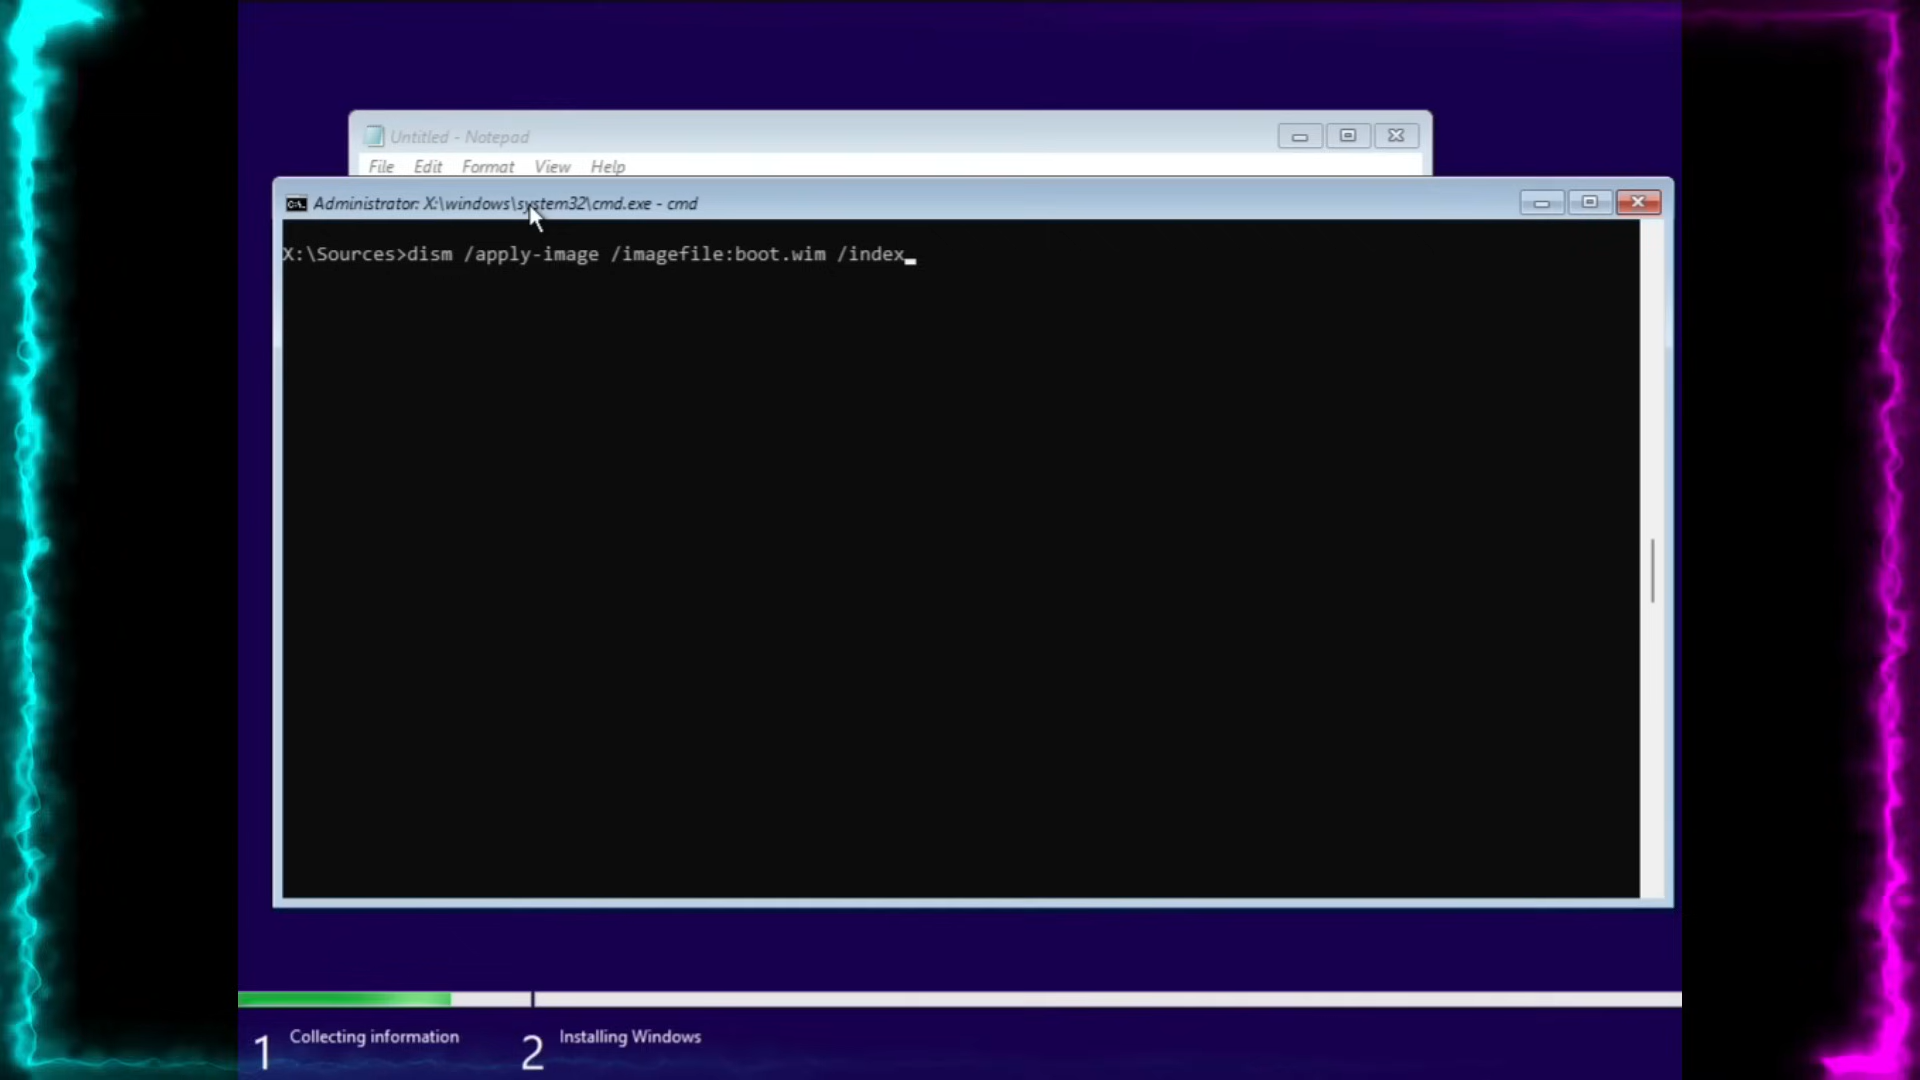 Untitled - Notepad
File Edit Format View Help
Administrator: X:\windows\system32\cmd.exe - cmd
X:\Sources>dism /apply-image /imagefile:boot.wim /index
1 Collecting information 2 Installing Windows